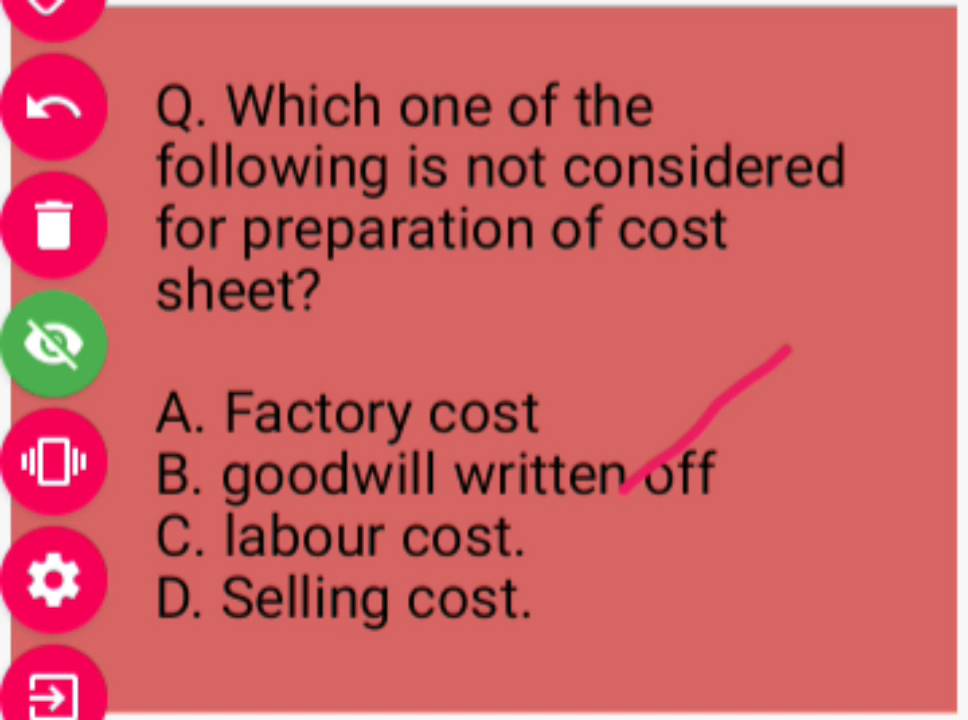 Q. Which one of the
following is not considered
for preparation of cost
sheet?
A. Factory cost
B. goodwill written off
C. labour cost.
D. Selling cost.